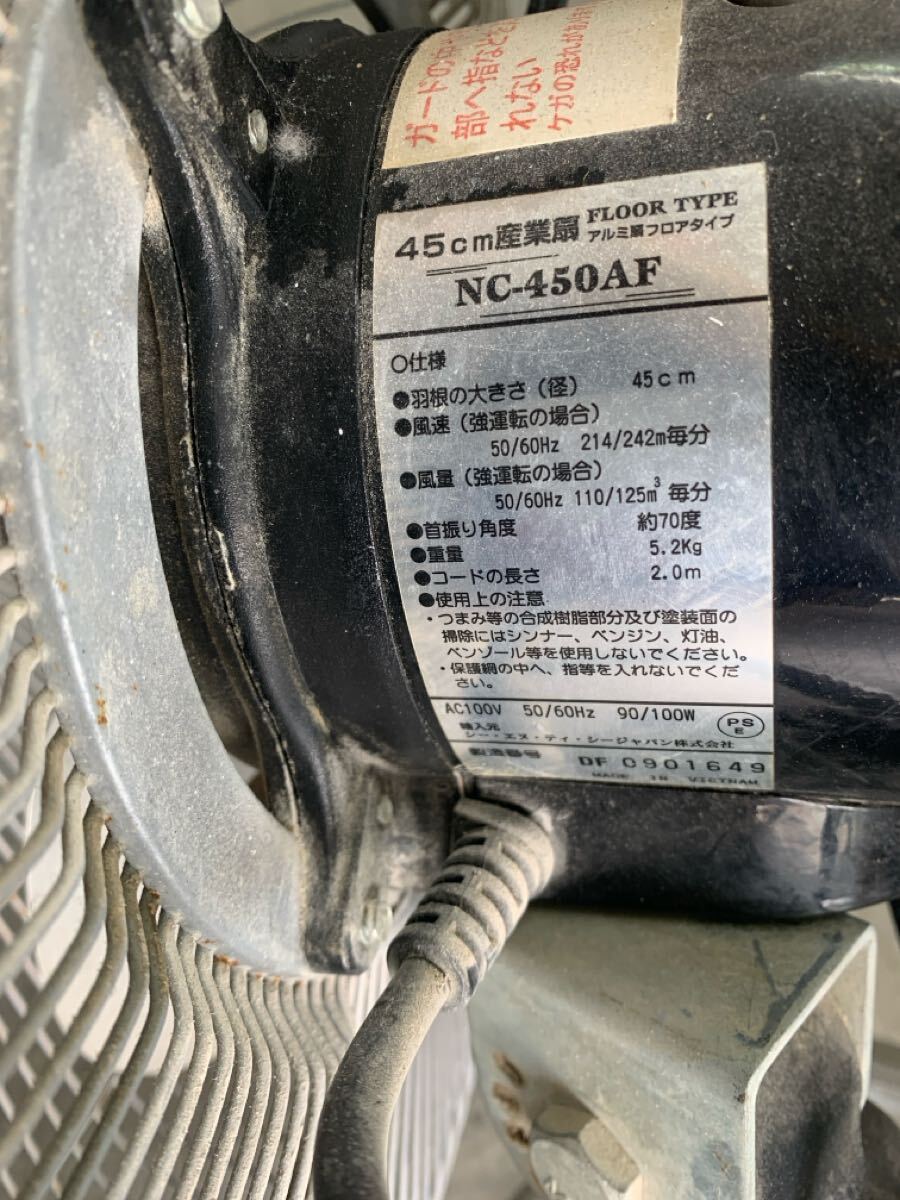 ガードの
部へ指などを
れない
ケガの恐れが
45cm産業扇 FLOOR TYPE
アルミ扇フロアタイプ
NC-450AF
○仕様
●羽根の大きさ（径） 45cm
●風速（強運転の場合）
50/60Hz 214/242m毎分
●風量（強運転の場合）
50/60Hz 110/125m³毎分
●首振り角度 約70度
●重量 5.2Kg
●コードの長さ 2.0m
●使用上の注意
・つまみ等の合成樹脂部分及び塗装面の
掃除にはシンナー、ベンジン、灯油、
ベンゾール等を使用しないでください。
・保護網の中へ、指等を入れないでくだ
さい。
AC100V 50/60Hz 90/100W
PS
E
輸入元
シー・エヌ・ティ・シージャパン株式会社
製造番号 DF 0901649
MADE IN VIETNAM